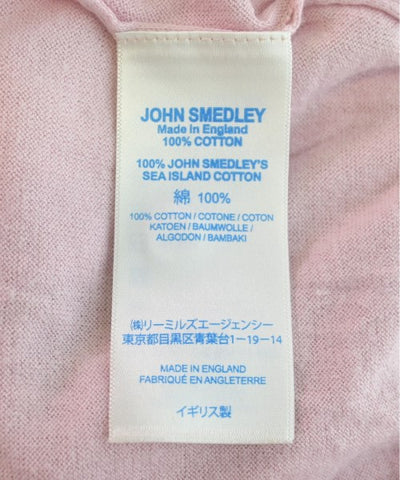 JOHN SMEDLEY
Made in England
100% COTTON
100% JOHN SMEDLEY'S
SEA ISLAND COTTON
綿 100%
100% COTTON / COTONE / COTON
KATOEN / BAUMWOLLE /
ALGODON / BAMBAKI
㈱リーミルズエージェンシー
東京都目黒区青葉台1-19-14
MADE IN ENGLAND
FABRIQUÉ EN ANGLETERRE
イギリス製